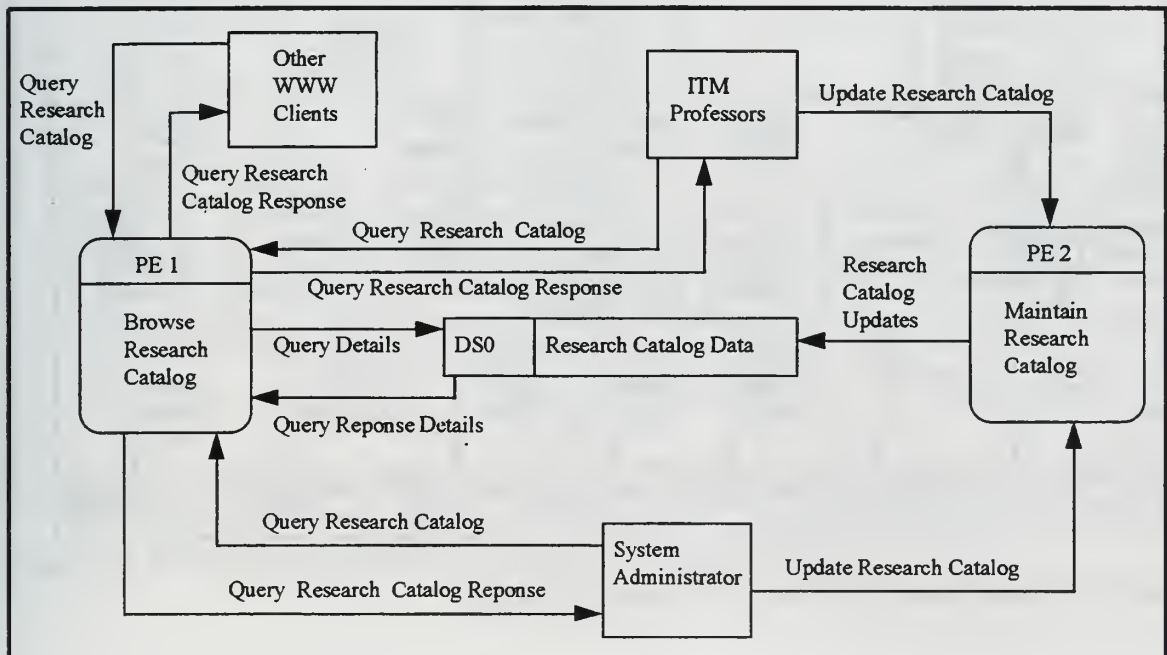 Other
WWW
Clients
ITM
Professors
Query
Research
Catalog
Update Research Catalog
Query Research
Catalog Response
Query Research Catalog
PE 1
Browse
Research
Catalog
Query Research Catalog Response
PE 2
Maintain
Research
Catalog
Research
Catalog
Updates
Query Details
DS0
Research Catalog Data
Query Reponse Details
Query Research Catalog
System
Administrator
Update Research Catalog
Query Research Catalog Reponse